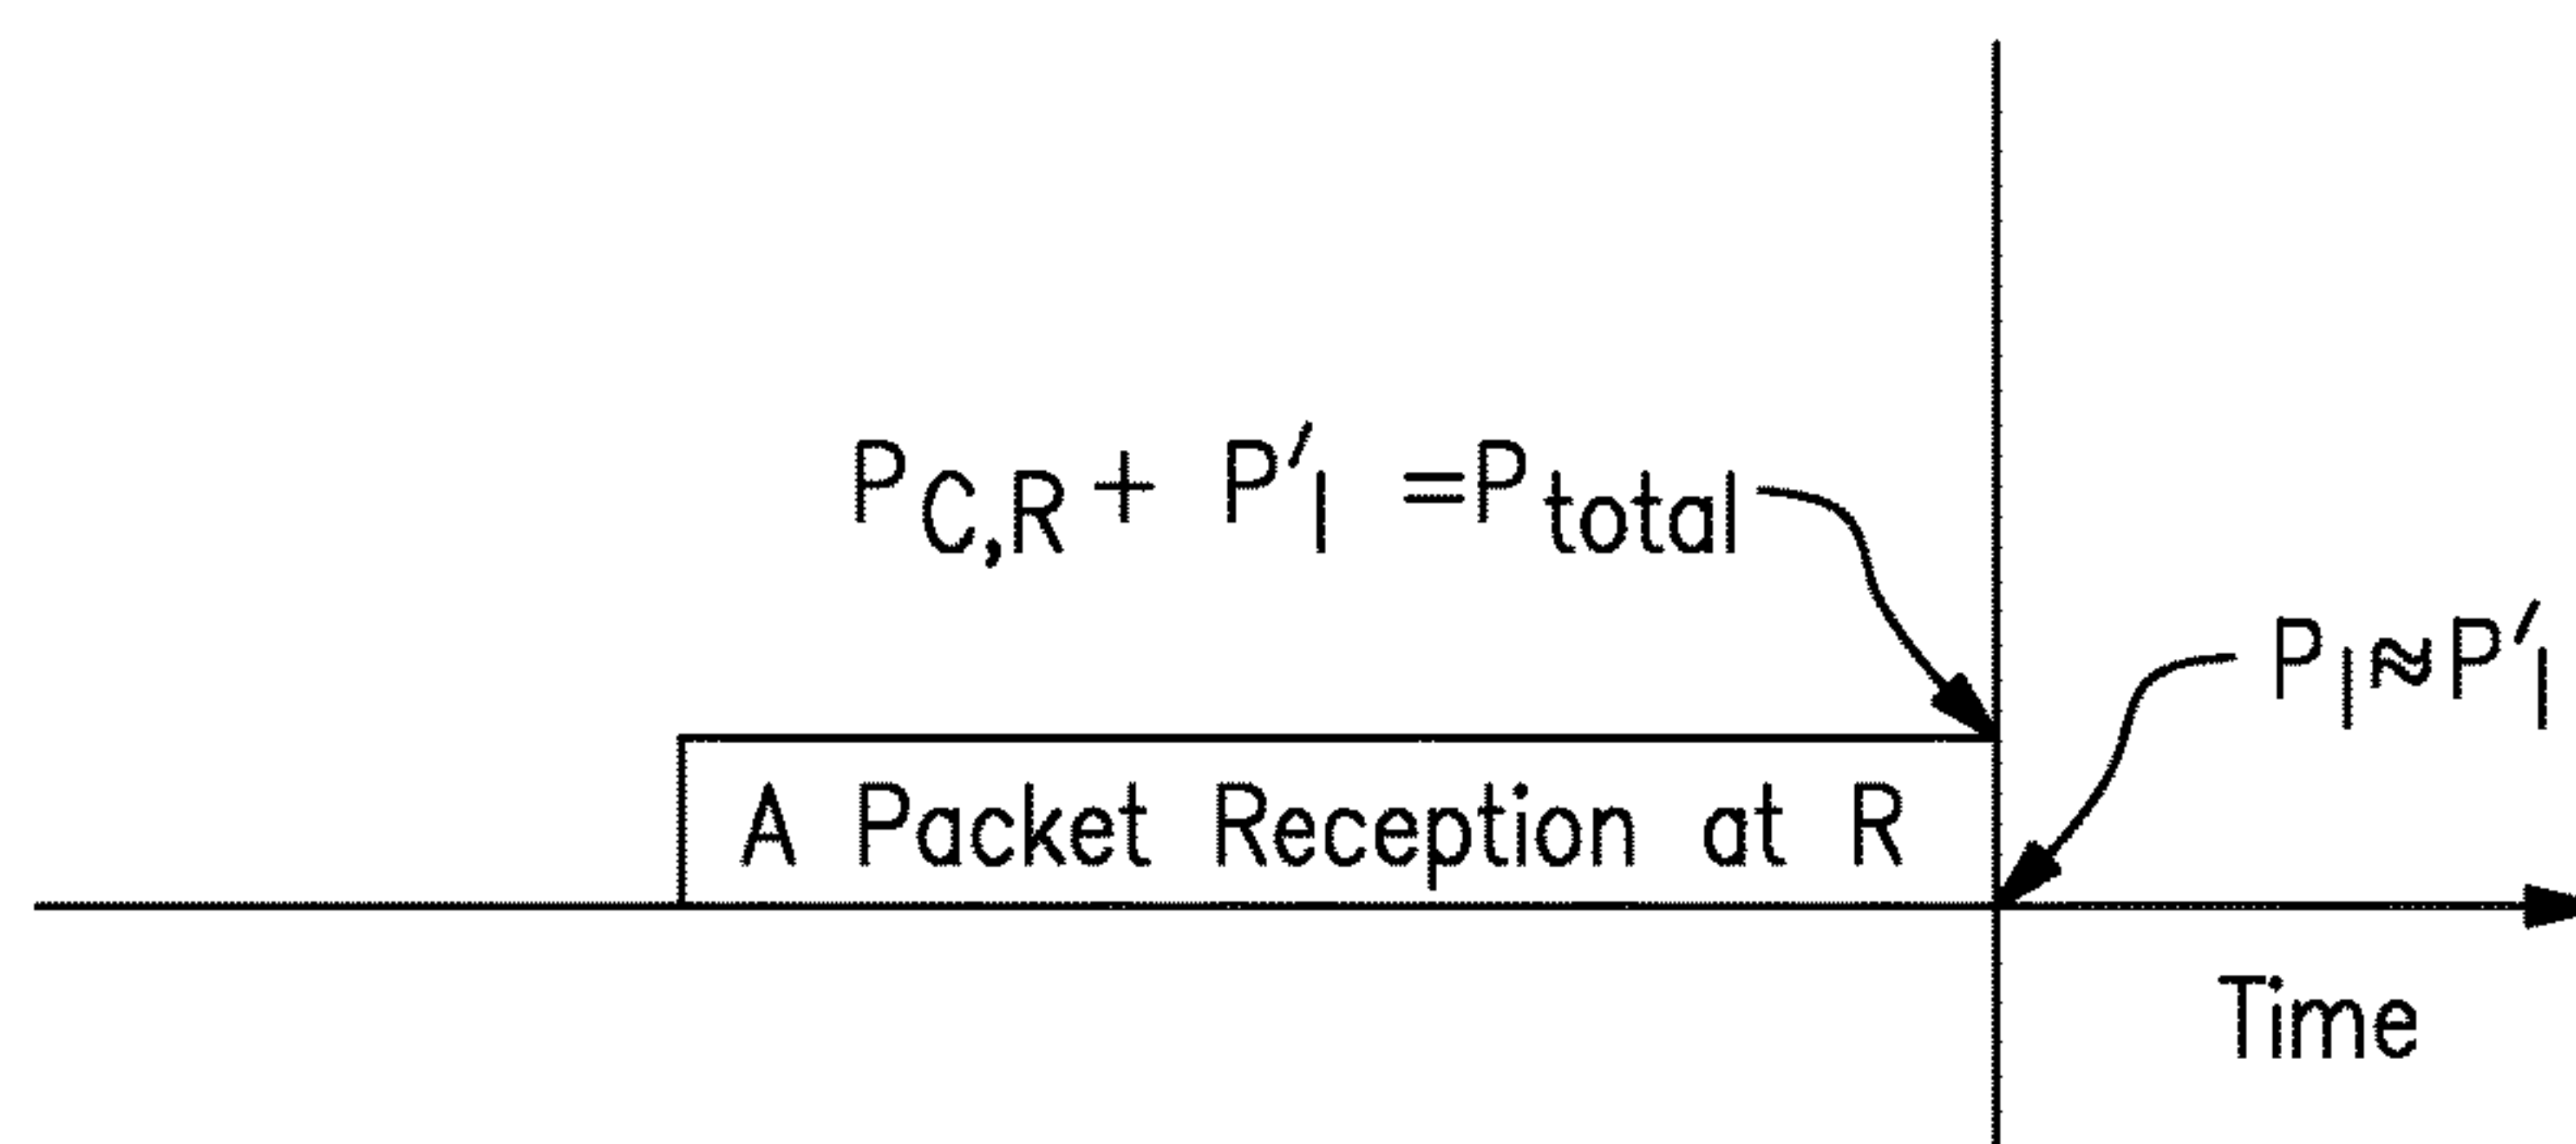 P_C,R + P'_I = P_total
P_I ≈ P'_I
A Packet Reception at R
Time